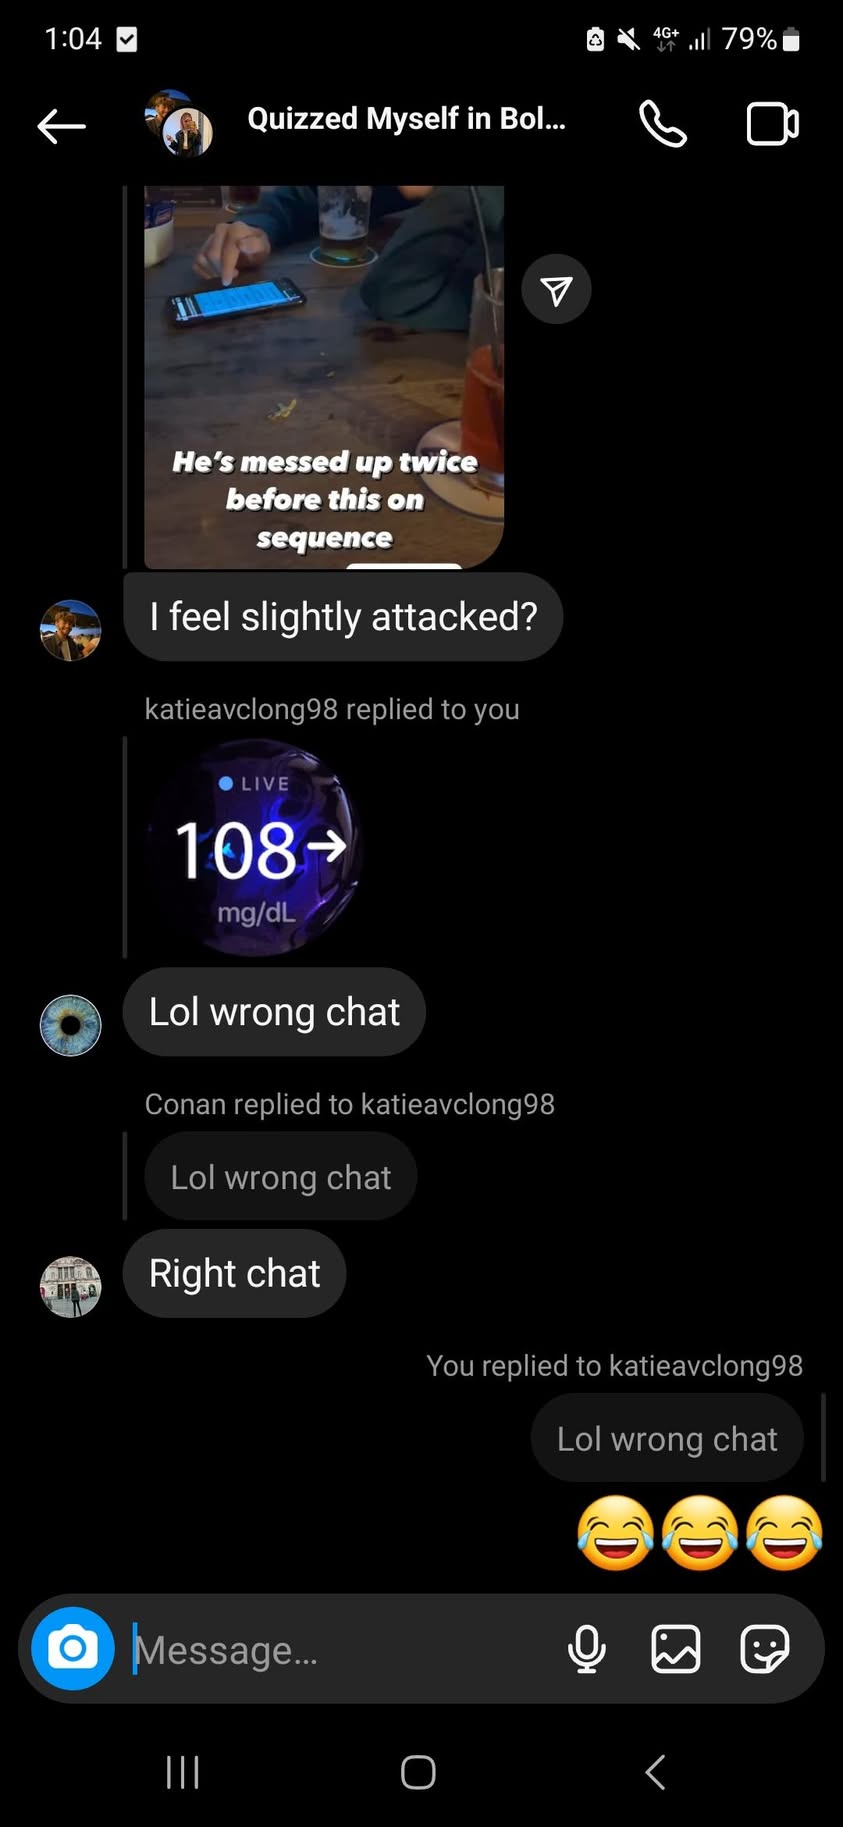 1:04
4G+ 79%
Quizzed Myself in Bol...
He's messed up twice
before this on
sequence
I feel slightly attacked?
katieavclong98 replied to you
LIVE
108→
mg/dL
Lol wrong chat
Conan replied to katieavclong98
Lol wrong chat
Right chat
You replied to katieavclong98
Lol wrong chat
😂😂😂
Message...